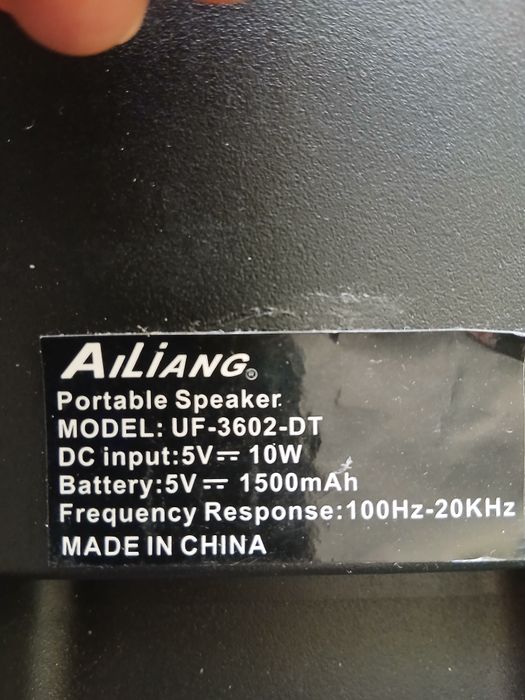 AiLiANG®
Portable Speaker
MODEL: UF-3602-DT
DC input:5V⎓ 10W
Battery:5V⎓ 1500mAh
Frequency Response:100Hz-20KHz
MADE IN CHINA